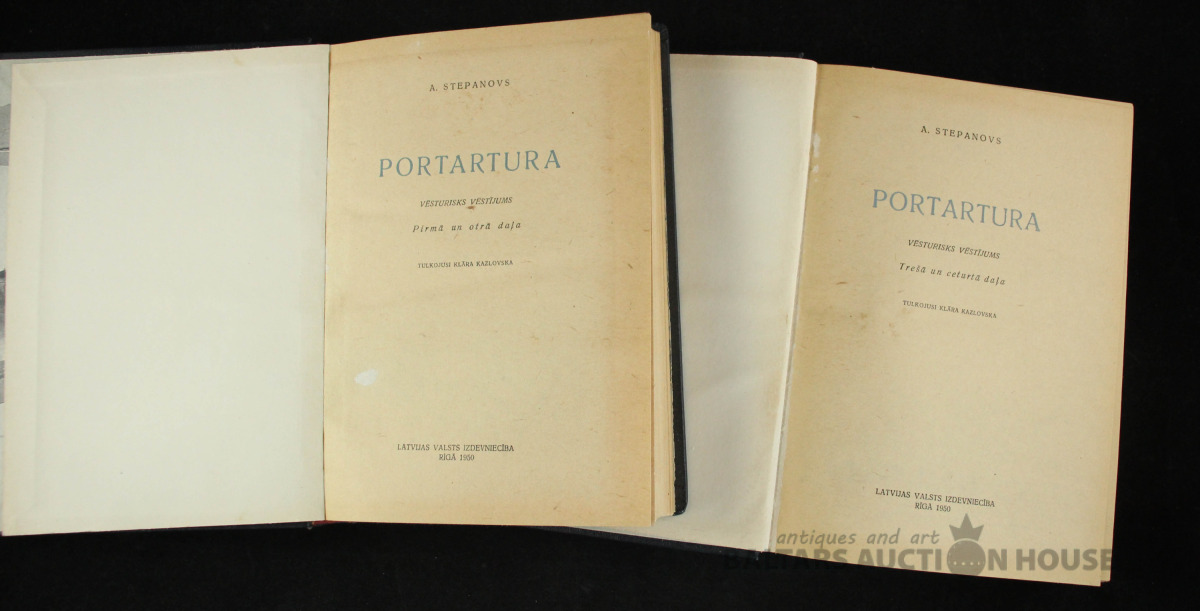 A. STEPANOVS
PORTARTURA
VĒSTURISKS VĒSTĪJUMS
Pirmā un otrā daļa
TULKOJUSI KLĀRA KAZLOVSKA
LATVIJAS VALSTS IZDEVNIECĪBA
RĪGĀ 1950
A. STEPANOVS
PORTARTURA
VĒSTURISKS VĒSTĪJUMS
Trešā un ceturtā daļa
TULKOJUSI KLĀRA KAZLOVSKA
LATVIJAS VALSTS IZDEVNIECĪBA
RĪGĀ 1950
antiques and art
BALTARS AUCTION HOUSE